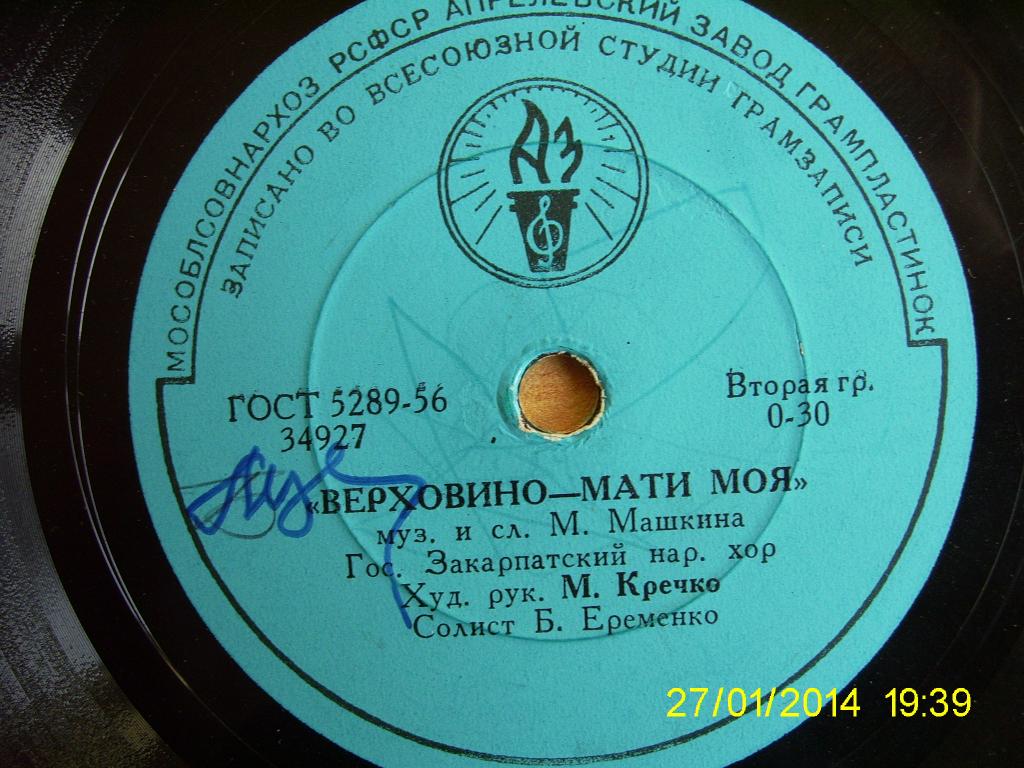 МОСОБЛСОВНАРХОЗ РСФСР АПРЕЛЕВСКИЙ ЗАВОД ГРАМПЛАСТИНОК
ЗАПИСАНО ВО ВСЕСОЮЗНОЙ СТУДИИ ГРАМЗАПИСИ
АЗ
ГОСТ 5289-56
34927
Вторая гр.
0-30
«ВЕРХОВИНО—МАТИ МОЯ»
муз. и сл. М. Машкина
Гос. Закарпатский нар. хор
Худ. рук. М. Кречко
Солист Б. Еременко
27/01/2014 19:39